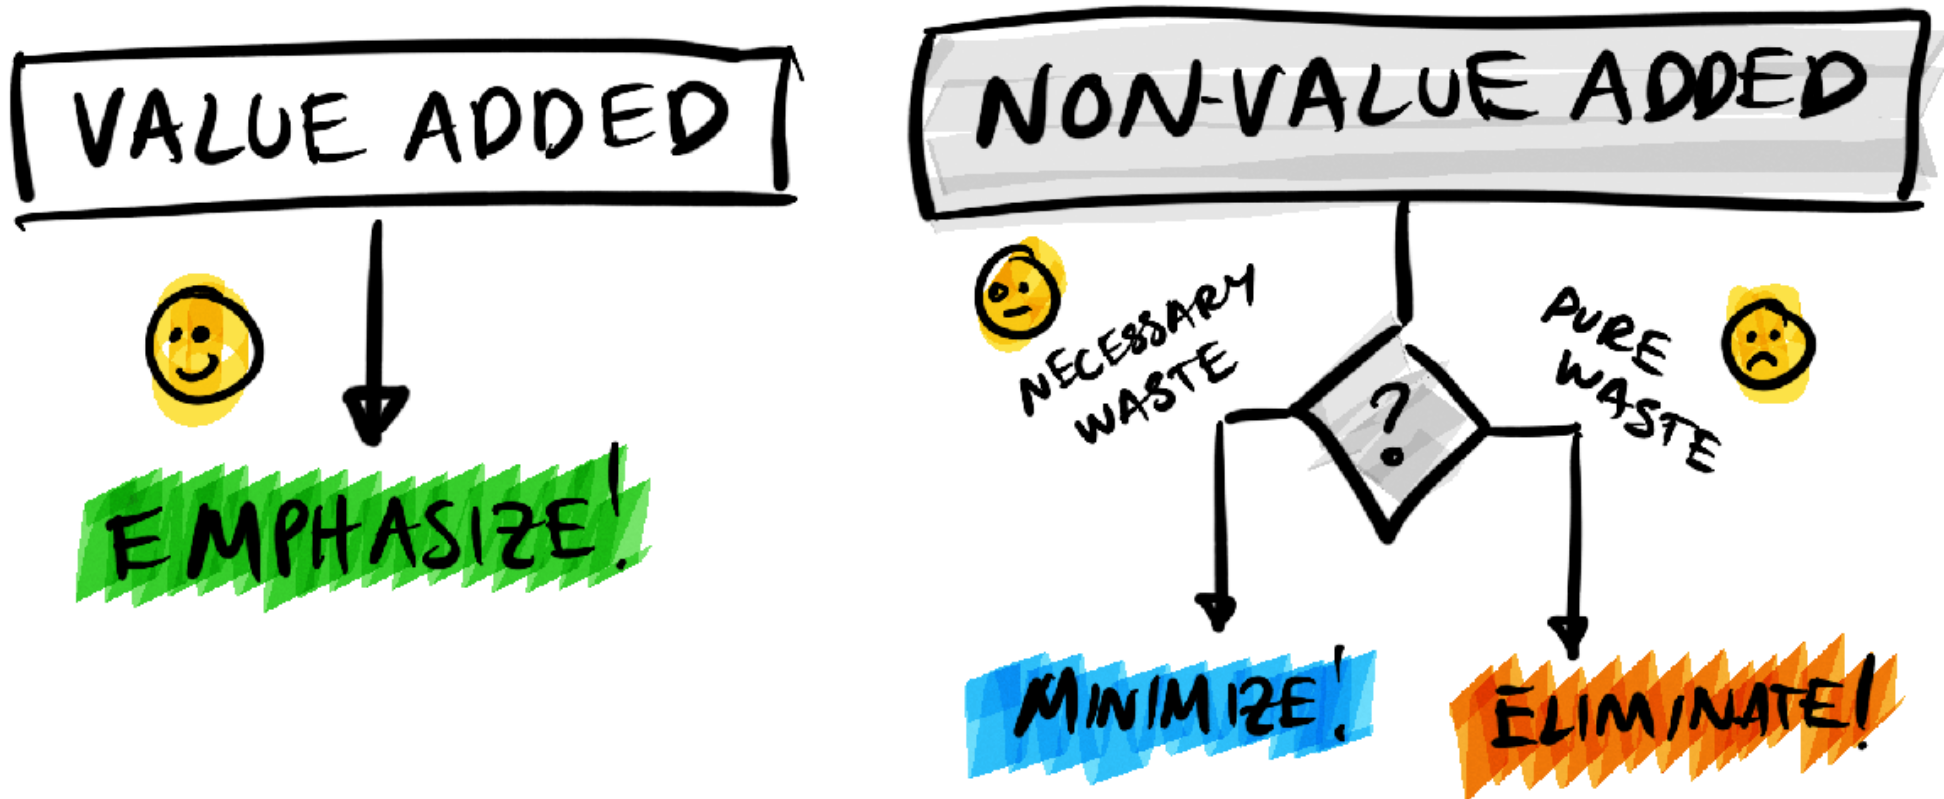 VALUE ADDED
EMPHASIZE!
NON-VALUE ADDED
NECESSARY
WASTE
?
PURE
WASTE
MINIMIZE!
ELIMINATE!